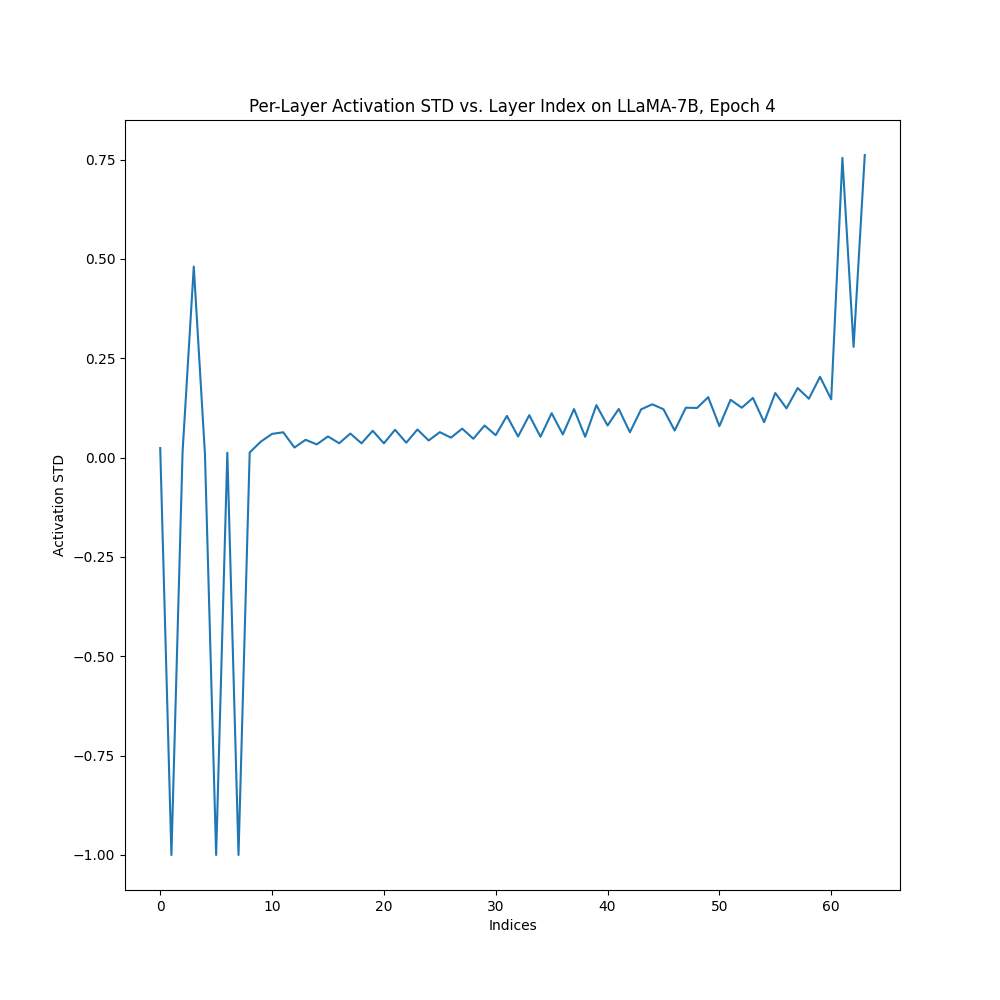 Per-Layer Activation STD vs. Layer Index on LLaMA-7B, Epoch 4
0.75
0.50
0.25
0.00
−0.25
−0.50
−0.75
−1.00
Activation STD
0 10 20 30 40 50 60
Indices